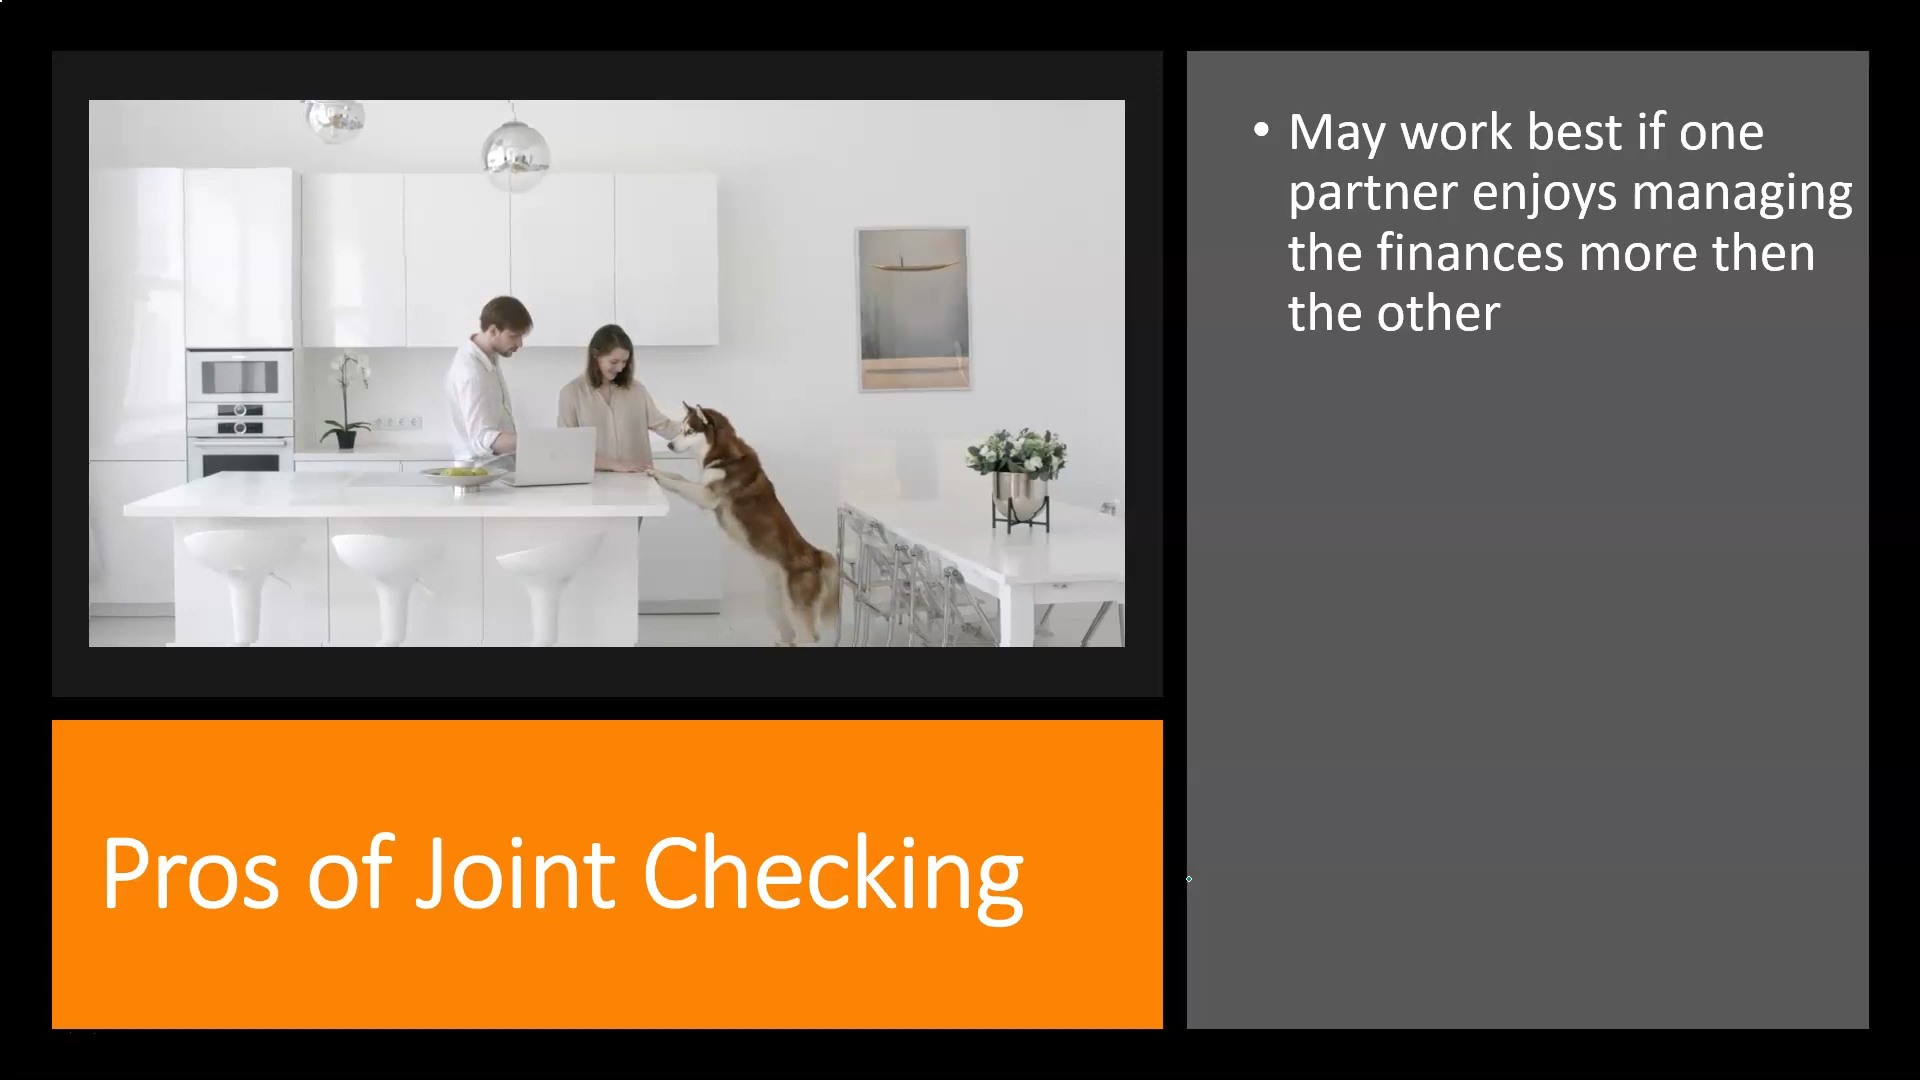 • May work best if one
partner enjoys managing
the finances more then
the other
Pros of Joint Checking